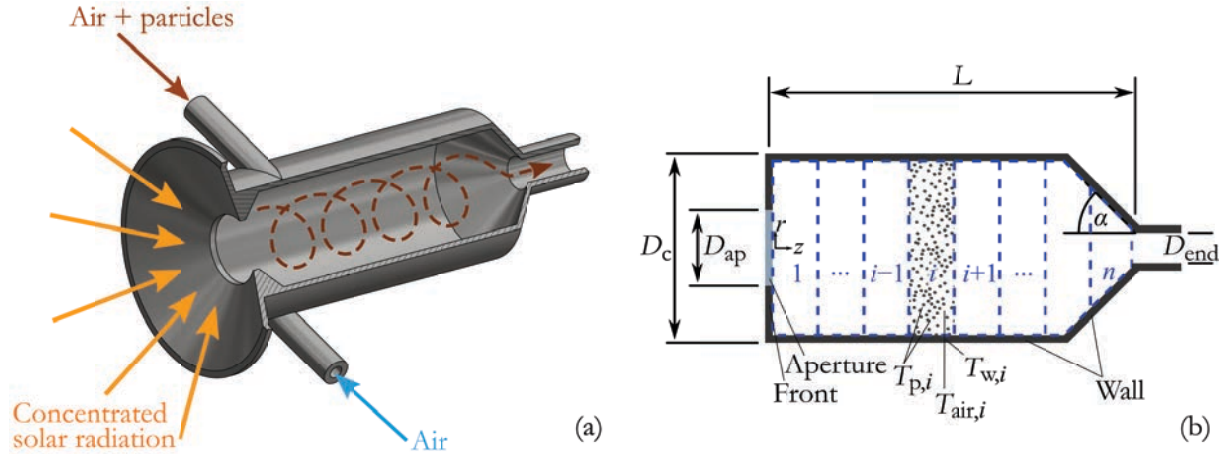 Air + particles
Concentrated
solar radiation
Air
(a)
L
D_c
D_ap
r
z
α
D_end
1 ... i−1 i i+1 ... n
Aperture
Front
T_p,i
T_w,i
T_air,i
Wall
(b)